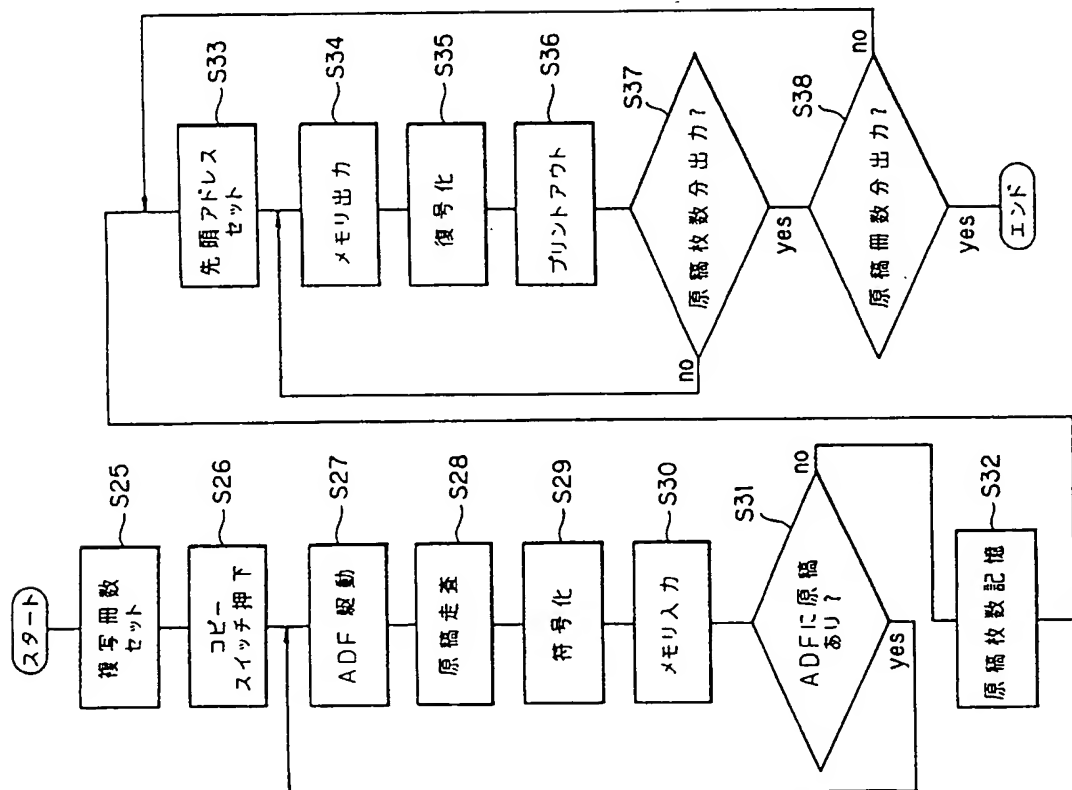 スタート
複写冊数
セット
S25
コピー
スイッチ押下
S26
ADF 駆動
S27
原稿走査
S28
符号化
S29
メモリ入力
S30
ADFに原稿
あり?
S31
no
yes
原稿枚数記憶
S32
先頭アドレス
セット
S33
メモリ出力
S34
復号化
S35
プリントアウト
S36
原稿枚数分出力?
S37
no
yes
原稿冊数分出力?
S38
no
yes
エンド